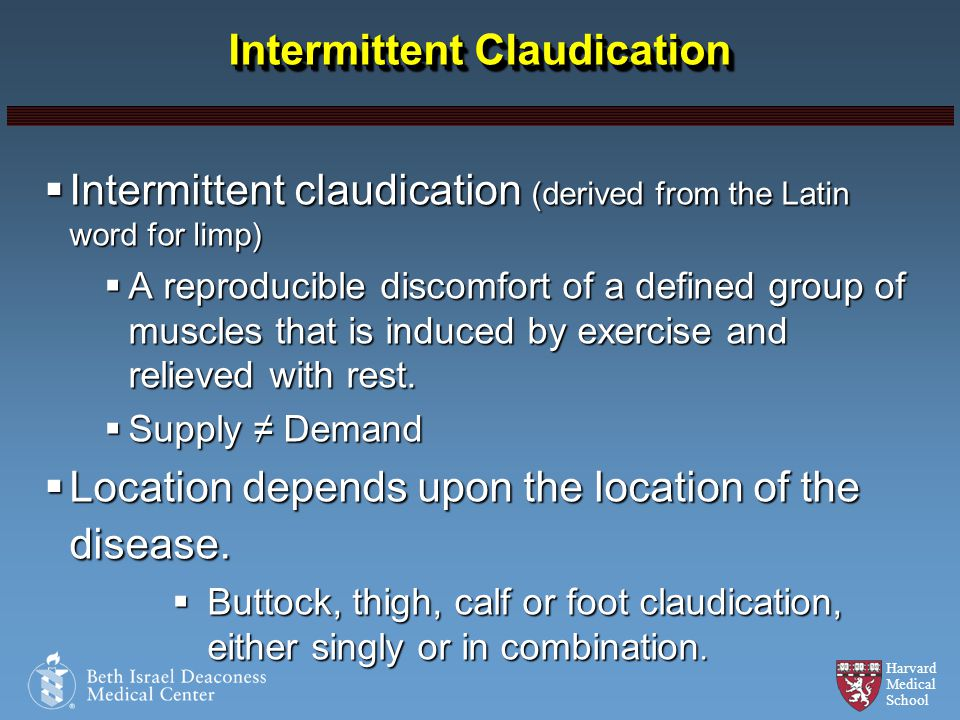 Intermittent Claudication
▪ Intermittent claudication (derived from the Latin
word for limp)
▪ A reproducible discomfort of a defined group of
muscles that is induced by exercise and
relieved with rest.
▪ Supply ≠ Demand
▪ Location depends upon the location of the
disease.
▪ Buttock, thigh, calf or foot claudication,
either singly or in combination.
Beth Israel Deaconess
Medical Center
Harvard
Medical
School